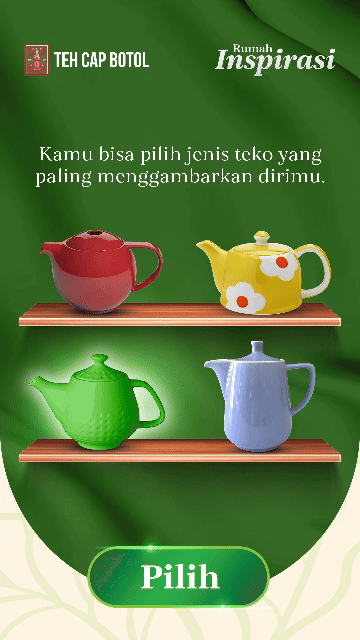 TEH CAP BOTOL
Rumah
Inspirasi
Kamu bisa pilih jenis teko yang
paling menggambarkan dirimu.
Pilih